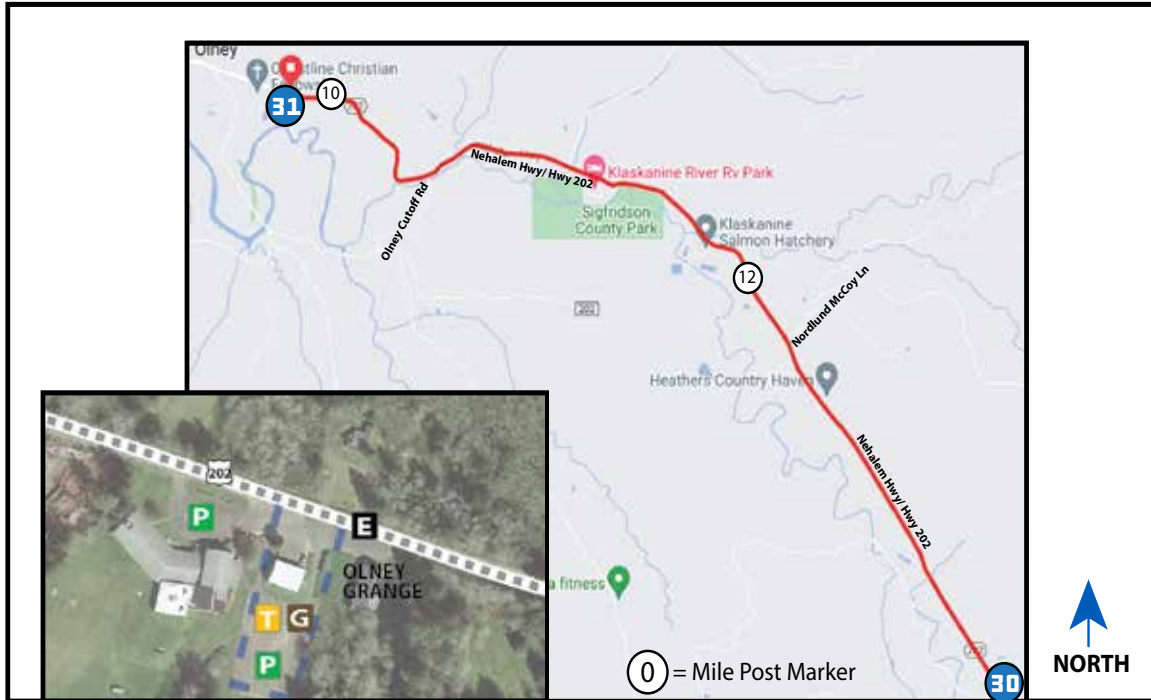 Olney
31
10
Nehalem Hwy/ Hwy 202
Klaskanine River Rv Park
Olney Cutoff Rd
Sigfridson
County Park
Klaskanine
Salmon Hatchery
12
Nordlund McCoy Ln
Heathers Country Haven
Nehalem Hwy/ Hwy 202
202
P
E
OLNEY
GRANGE
T G
P
a fitness
0 = Mile Post Marker
30
NORTH